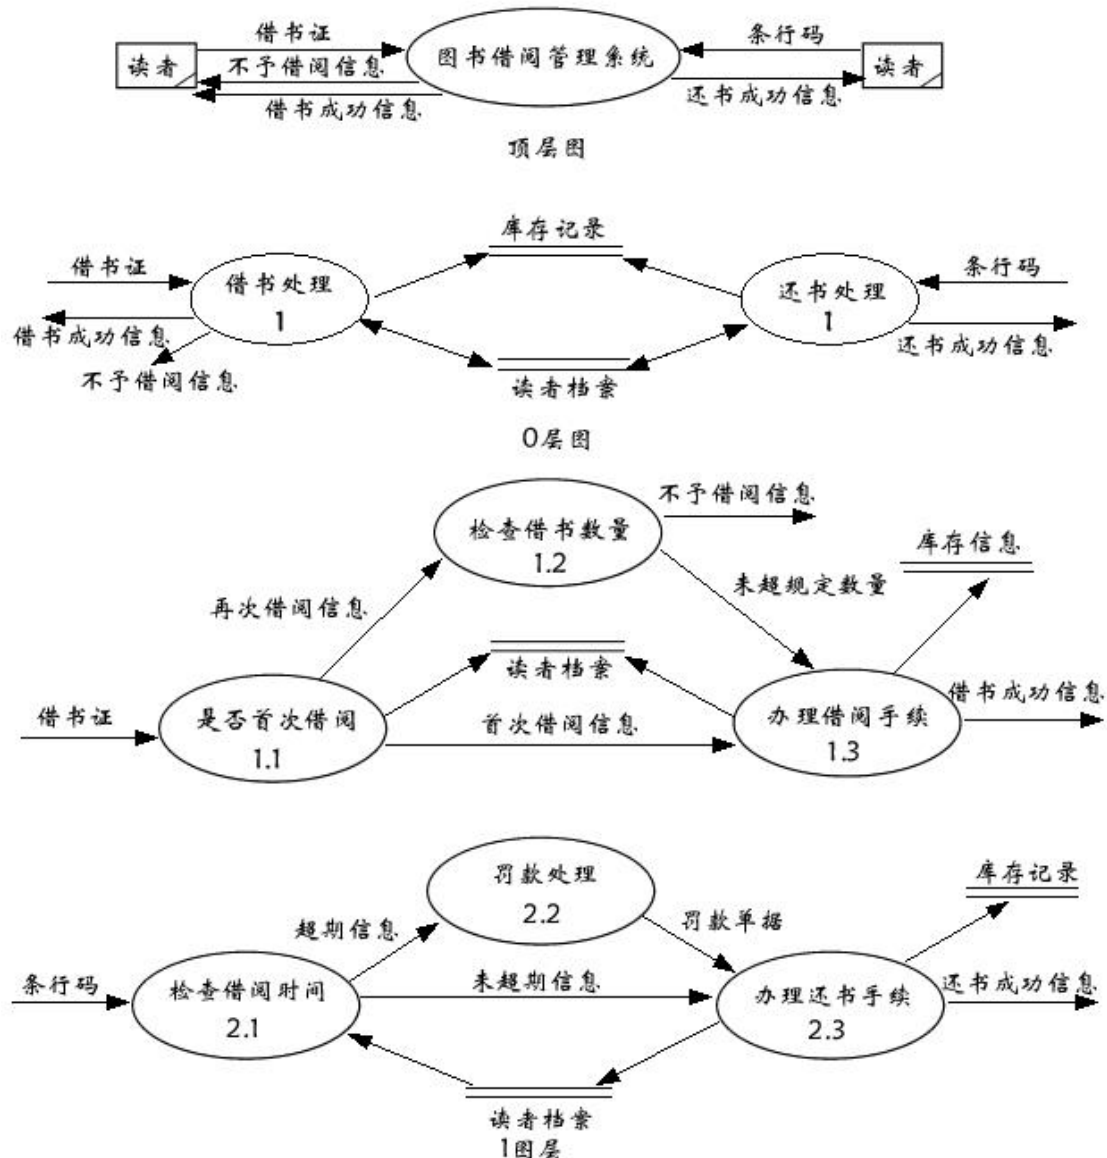 借书证
条行码
读者
图书借阅管理系统
读者
不予借阅信息
借书成功信息
还书成功信息
顶层图
库存记录
借书证
条行码
借书处理
1
还书处理
1
借书成功信息
还书成功信息
不予借阅信息
读者档案
0层图
不予借阅信息
检查借书数量
1.2
库存信息
再次借阅信息
未超规定数量
读者档案
借书证
是否首次借阅
1.1
首次借阅信息
办理借阅手续
1.3
借书成功信息
罚款处理
2.2
库存记录
超期信息
罚款单据
条行码
检查借阅时间
2.1
未超期信息
办理还书手续
2.3
还书成功信息
读者档案
1图层